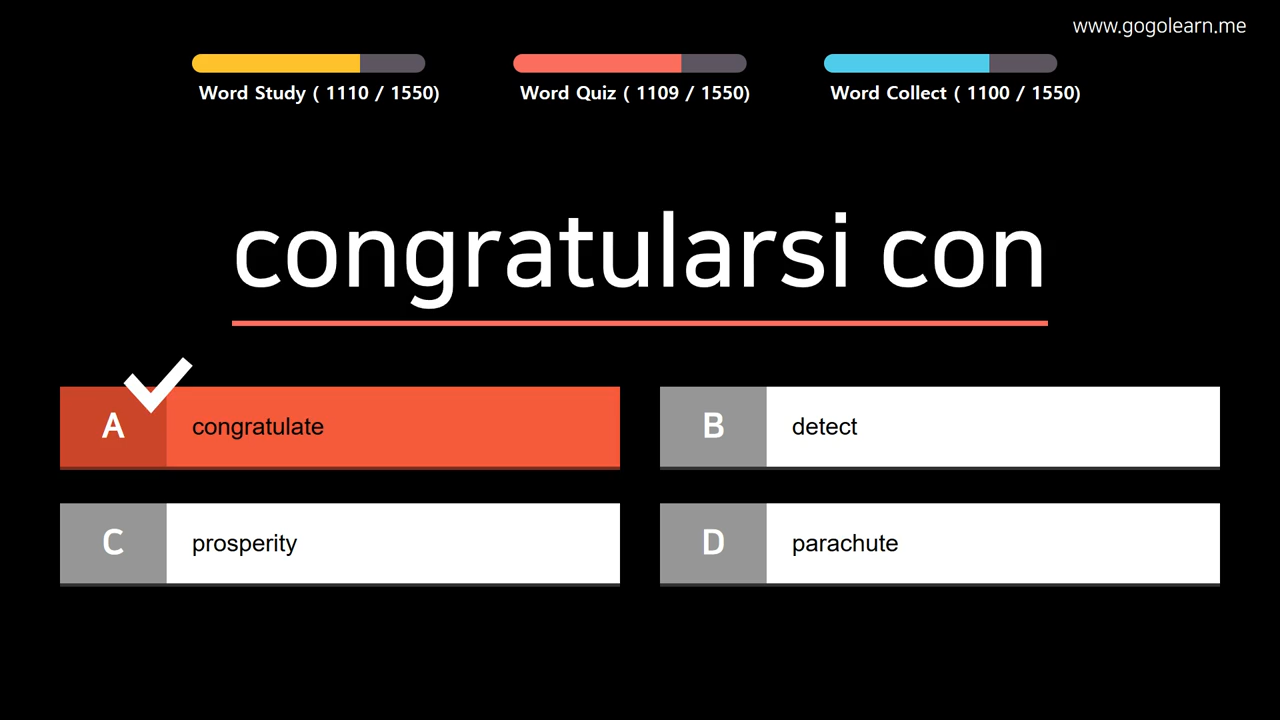 www.gogolearn.me
Word Study ( 1110 / 1550)
Word Quiz ( 1109 / 1550)
Word Collect ( 1100 / 1550)
congratularsi con
A
congratulate
B
detect
C
prosperity
D
parachute